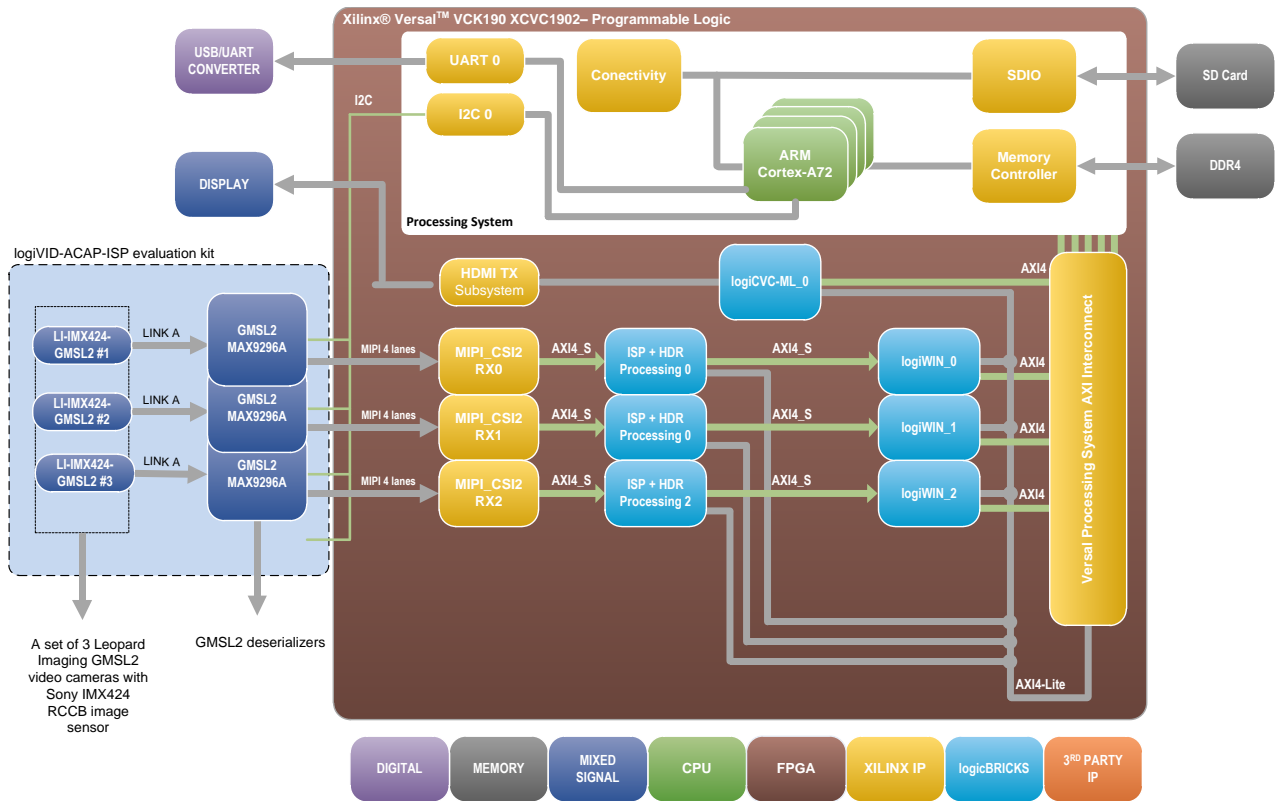 Xilinx® Versal™ VCK190 XCVC1902– Programmable Logic
USB/UART
CONVERTER
UART 0
Conectivity
SDIO
SD Card
I2C
I2C 0
ARM
Cortex-A72
Memory
Controller
DDR4
DISPLAY
Processing System
logiVID-ACAP-ISP evaluation kit
HDMI TX
Subsystem
logiCVC-ML_0
AXI4
Versal Processing System AXI Interconnect
LI-IMX424-
GMSL2 #1
LINK A
GMSL2
MAX9296A
MIPI 4 lanes
MIPI_CSI2
RX0
AXI4_S
ISP + HDR
Processing 0
AXI4_S
logiWIN_0
AXI4
LI-IMX424-
GMSL2 #2
LINK A
GMSL2
MAX9296A
MIPI 4 lanes
MIPI_CSI2
RX1
AXI4_S
ISP + HDR
Processing 0
AXI4_S
logiWIN_1
AXI4
LI-IMX424-
GMSL2 #3
LINK A
GMSL2
MAX9296A
MIPI 4 lanes
MIPI_CSI2
RX2
AXI4_S
ISP + HDR
Processing 2
AXI4_S
logiWIN_2
AXI4
AXI4-Lite
A set of 3 Leopard
Imaging GMSL2
video cameras with
Sony IMX424
RCCB image
sensor
GMSL2 deserializers
DIGITAL
MEMORY
MIXED
SIGNAL
CPU
FPGA
XILINX IP
logicBRICKS
3RD PARTY
IP